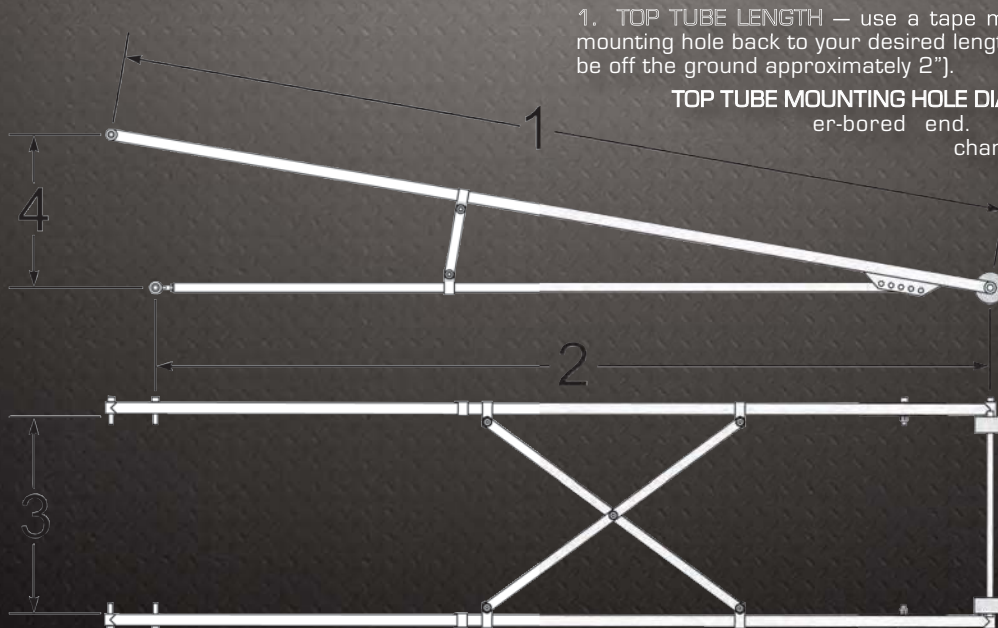 1. TOP TUBE LENGTH — use a tape m
mounting hole back to your desired lengt
be off the ground approximately 2").
TOP TUBE MOUNTING HOLE DIA
er-bored end.
char
1
4
2
3